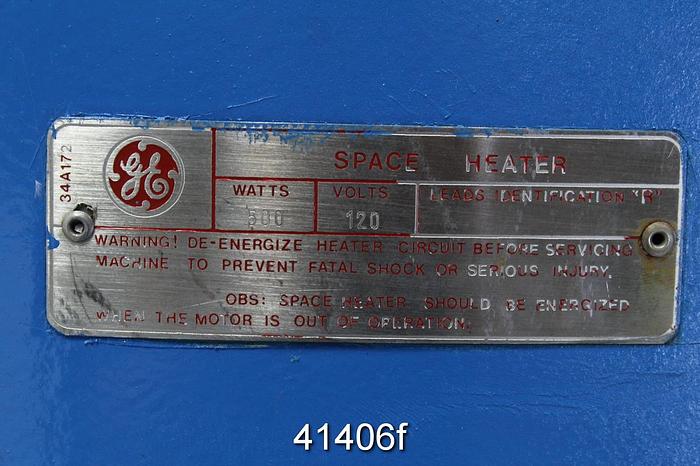 34A172
GE
SPACE HEATER
WATTS VOLTS LEADS IDENTIFICATION "R"
500 120
WARNING! DE-ENERGIZE HEATER CIRCUIT BEFORE SERVICING
MACHINE TO PREVENT FATAL SHOCK OR SERIOUS INJURY.
OBS: SPACE HEATER SHOULD BE ENERGIZED
WHEN THE MOTOR IS OUT OF OPERATION.
41406f